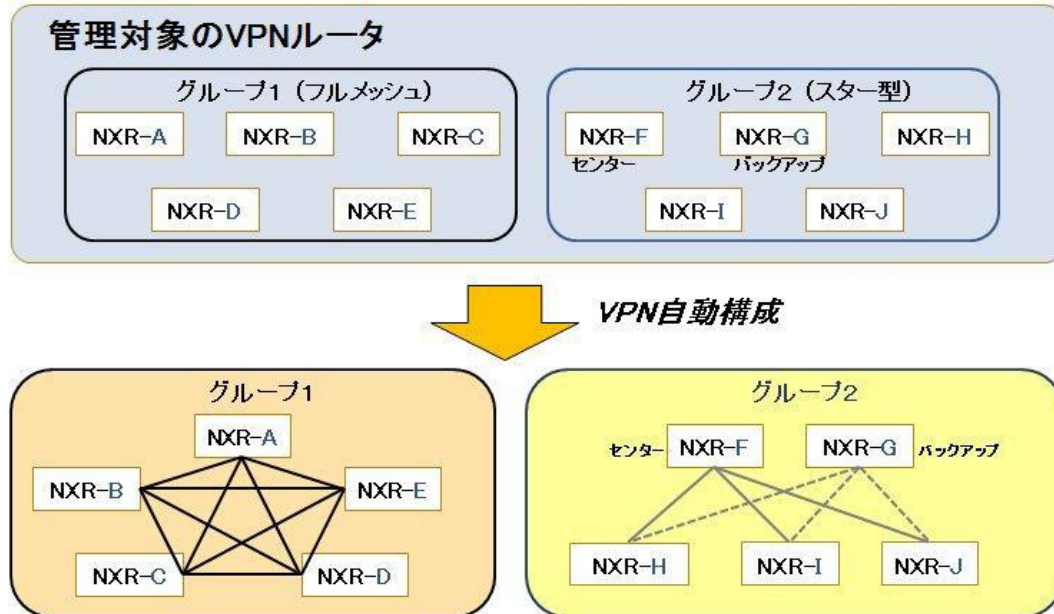 管理対象のVPNルータ
グループ1（フルメッシュ）
NXR-A
NXR-B
NXR-C
NXR-D
NXR-E
グループ2（スター型）
NXR-F
NXR-G
NXR-H
センター
バックアップ
NXR-I
NXR-J
VPN自動構成
グループ1
NXR-A
NXR-B
NXR-E
NXR-C
NXR-D
グループ2
センター
NXR-F
NXR-G
バックアップ
NXR-H
NXR-I
NXR-J